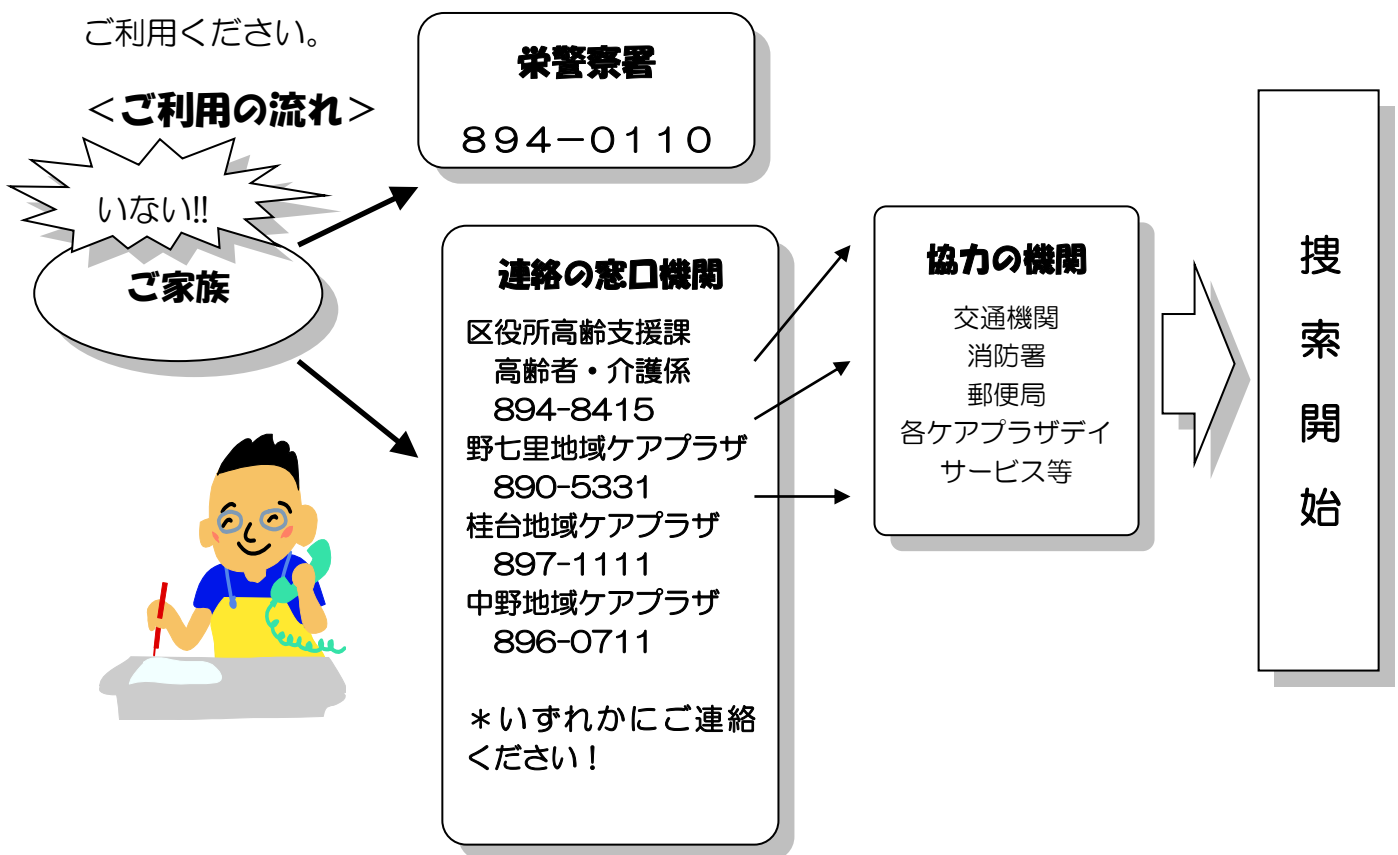 ご利用ください。
＜ご利用の流れ＞
いない!!
ご家族
栄警察署
８９４－０１１０
連絡の窓口機関
区役所高齢支援課
高齢者・介護係
894-8415
野七里地域ケアプラザ
890-5331
桂台地域ケアプラザ
897-1111
中野地域ケアプラザ
896-0711
＊いずれかにご連絡
ください！
協力の機関
交通機関
消防署
郵便局
各ケアプラザデイ
サービス等
捜索開始